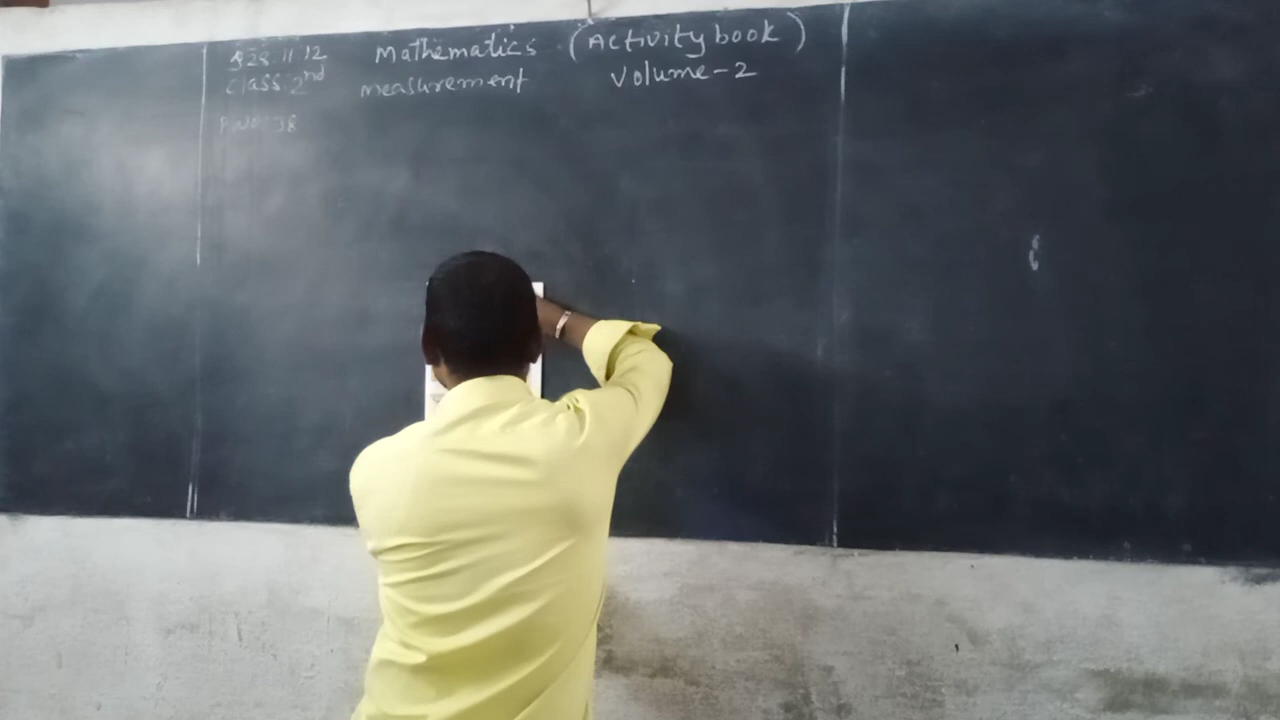 28.11.12 Mathematics (Activity book)
Class: 2nd measurement Volume-2
P.No: 38